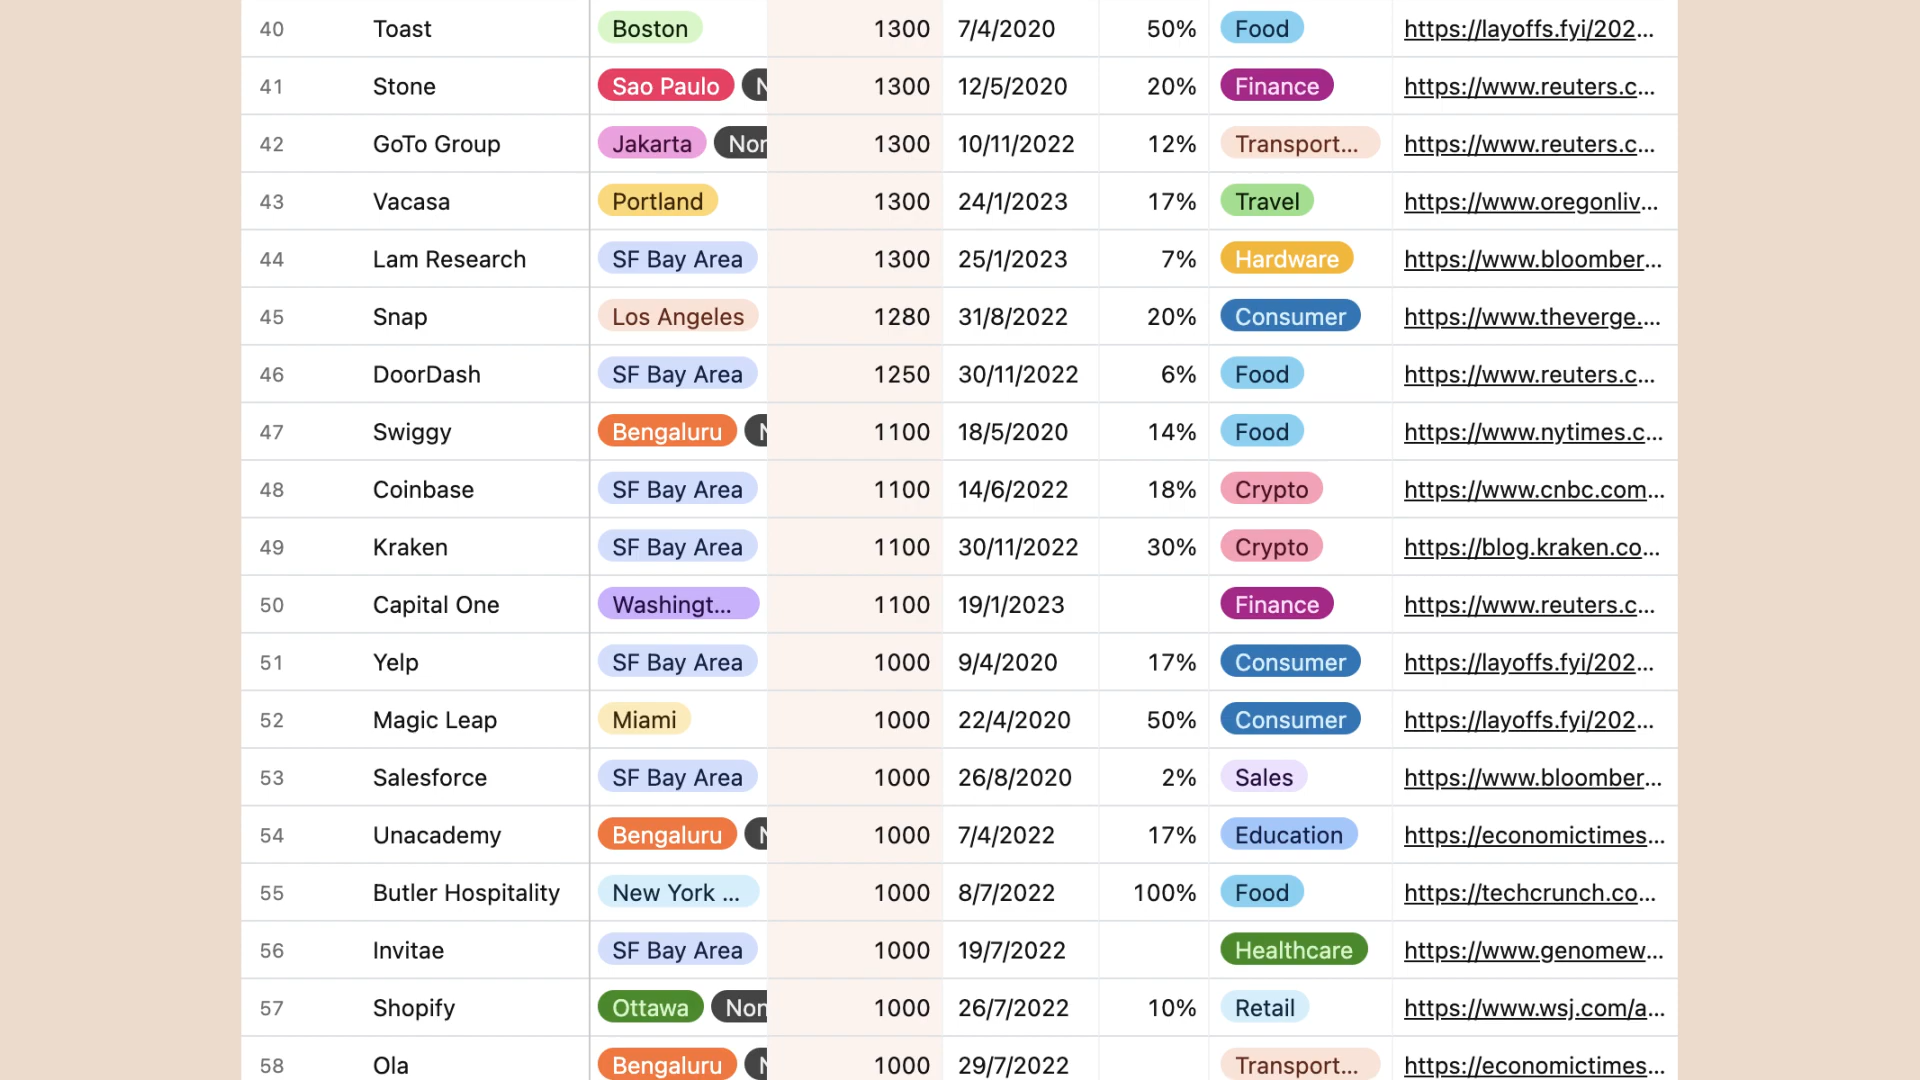 40 Toast Boston 1300 7/4/2020 50% Food https://layoffs.fyi/202...
41 Stone Sao Paulo N 1300 12/5/2020 20% Finance https://www.reuters.c...
42 GoTo Group Jakarta Non 1300 10/11/2022 12% Transport... https://www.reuters.c...
43 Vacasa Portland 1300 24/1/2023 17% Travel https://www.oregonliv...
44 Lam Research SF Bay Area 1300 25/1/2023 7% Hardware https://www.bloomber...
45 Snap Los Angeles 1280 31/8/2022 20% Consumer https://www.theverge....
46 DoorDash SF Bay Area 1250 30/11/2022 6% Food https://www.reuters.c...
47 Swiggy Bengaluru N 1100 18/5/2020 14% Food https://www.nytimes.c...
48 Coinbase SF Bay Area 1100 14/6/2022 18% Crypto https://www.cnbc.com...
49 Kraken SF Bay Area 1100 30/11/2022 30% Crypto https://blog.kraken.co...
50 Capital One Washingt... 1100 19/1/2023 Finance https://www.reuters.c...
51 Yelp SF Bay Area 1000 9/4/2020 17% Consumer https://layoffs.fyi/202...
52 Magic Leap Miami 1000 22/4/2020 50% Consumer https://layoffs.fyi/202...
53 Salesforce SF Bay Area 1000 26/8/2020 2% Sales https://www.bloomber...
54 Unacademy Bengaluru N 1000 7/4/2022 17% Education https://economictimes...
55 Butler Hospitality New York ... 1000 8/7/2022 100% Food https://techcrunch.co...
56 Invitae SF Bay Area 1000 19/7/2022 Healthcare https://www.genomew...
57 Shopify Ottawa Non 1000 26/7/2022 10% Retail https://www.wsj.com/a...
58 Ola Bengaluru N 1000 29/7/2022 Transport... https://economictimes...